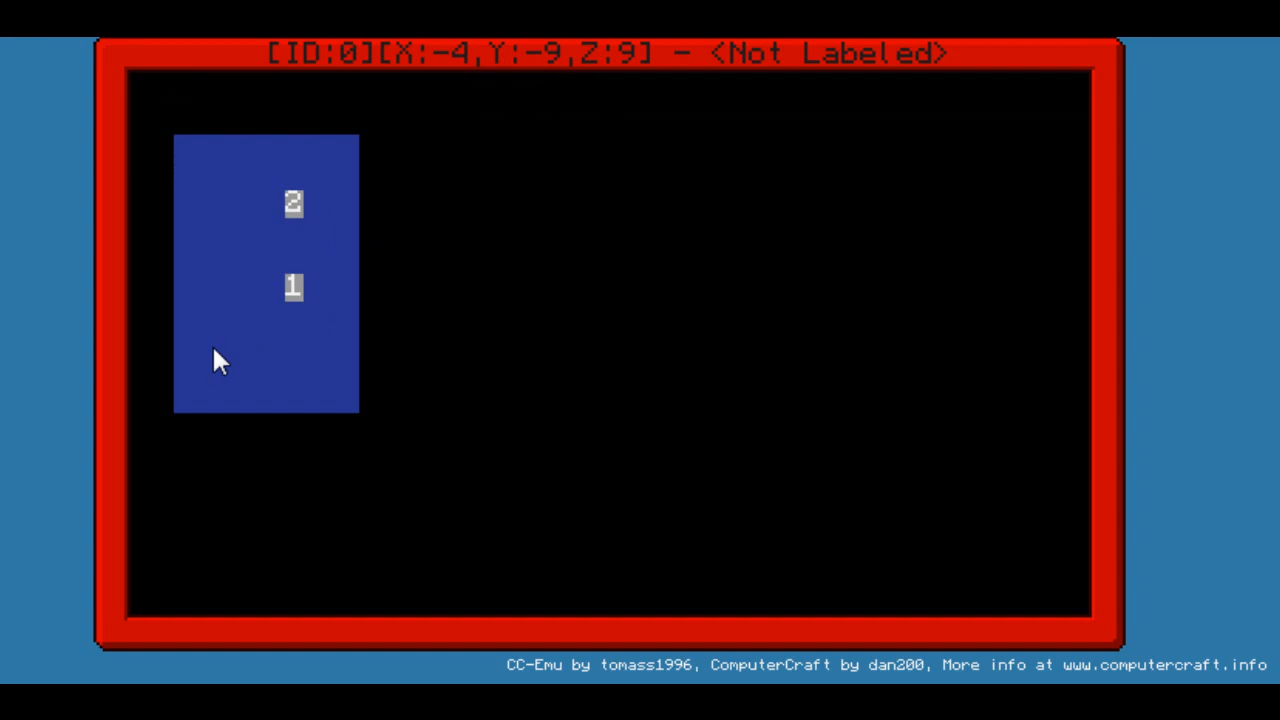 [ID:0][X:-4,Y:-9,Z:9] - <Not Labeled>
2
1
CC-Emu by tomass1996, ComputerCraft by dan200, More info at www.computercraft.info